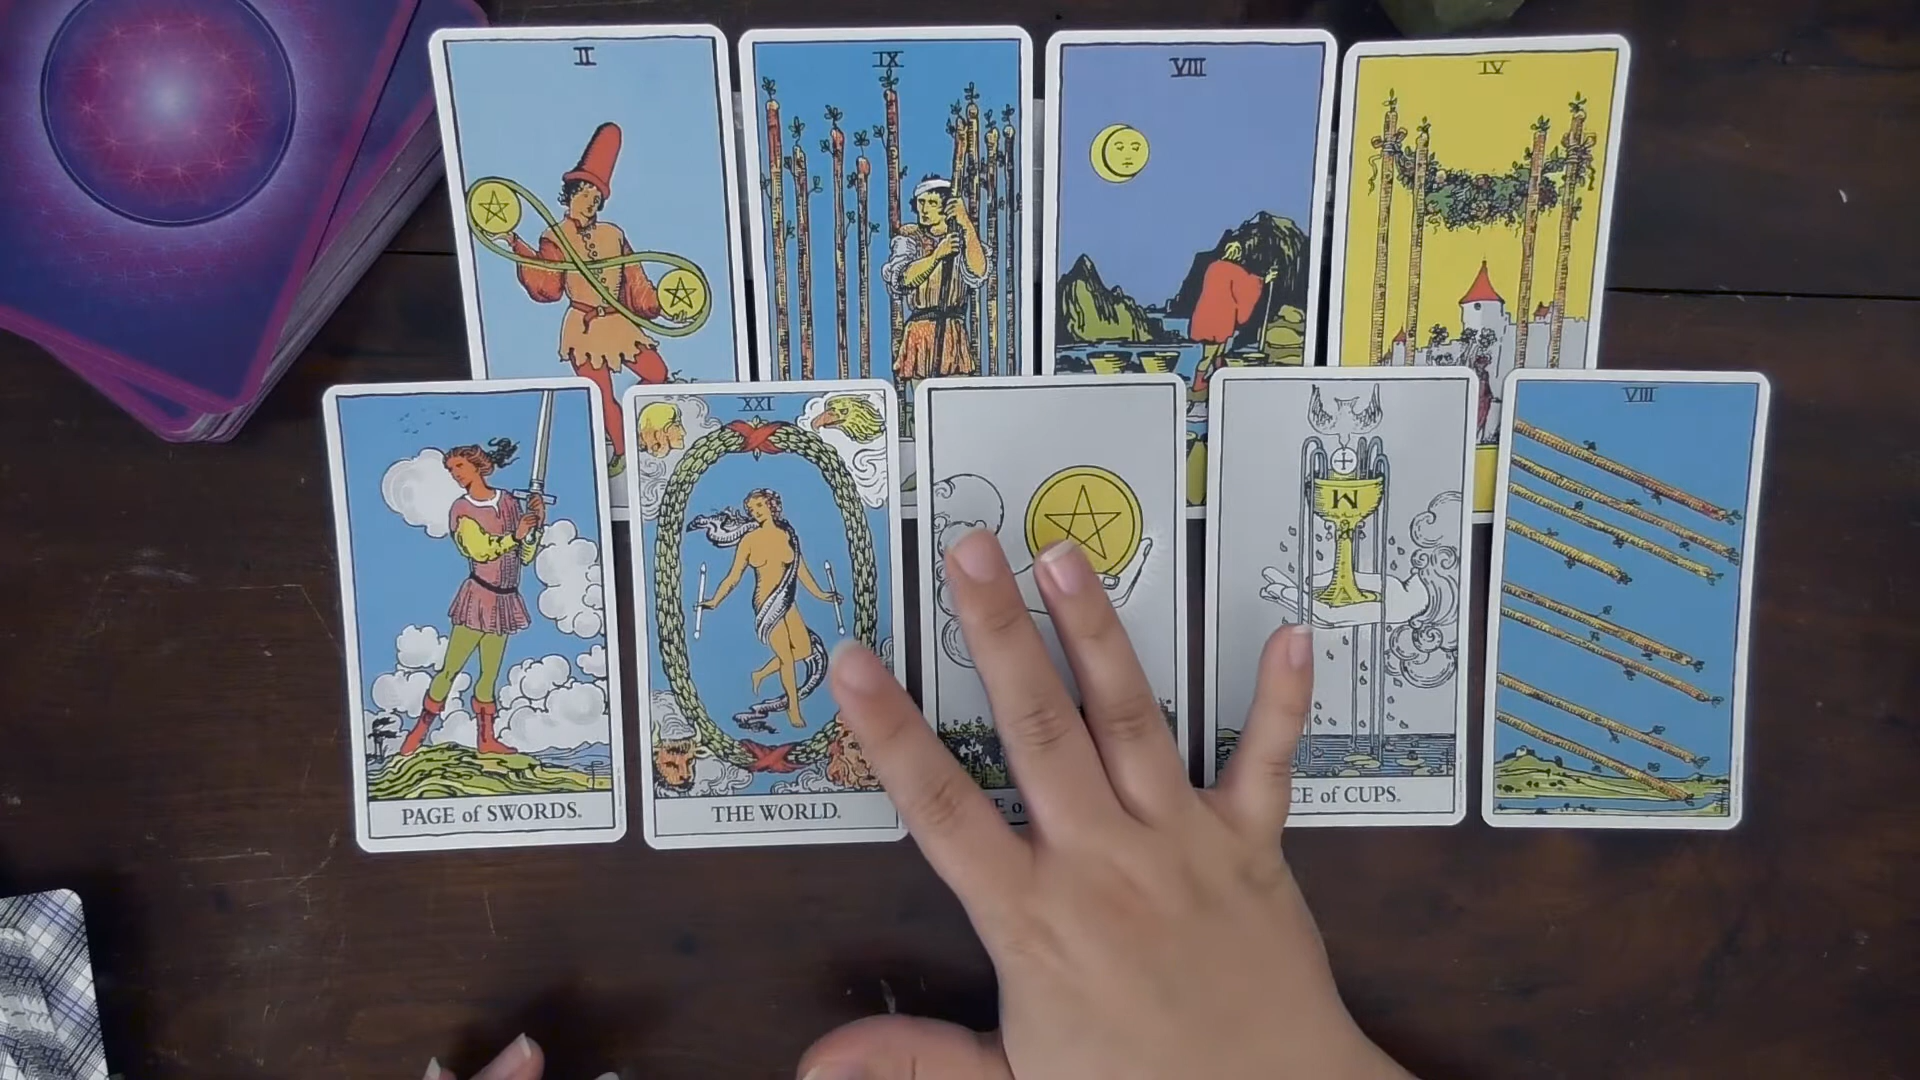 II
IX
VIII
IV
XXI
VIII
M
PAGE of SWORDS.
THE WORLD.
E o
CE of CUPS.